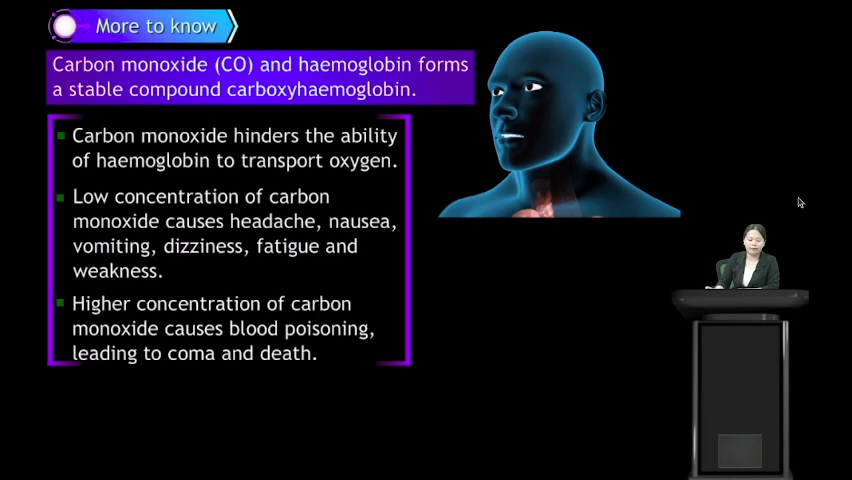 More to know
Carbon monoxide (CO) and haemoglobin forms
a stable compound carboxyhaemoglobin.
Carbon monoxide hinders the ability
of haemoglobin to transport oxygen.
Low concentration of carbon
monoxide causes headache, nausea,
vomiting, dizziness, fatigue and
weakness.
Higher concentration of carbon
monoxide causes blood poisoning,
leading to coma and death.